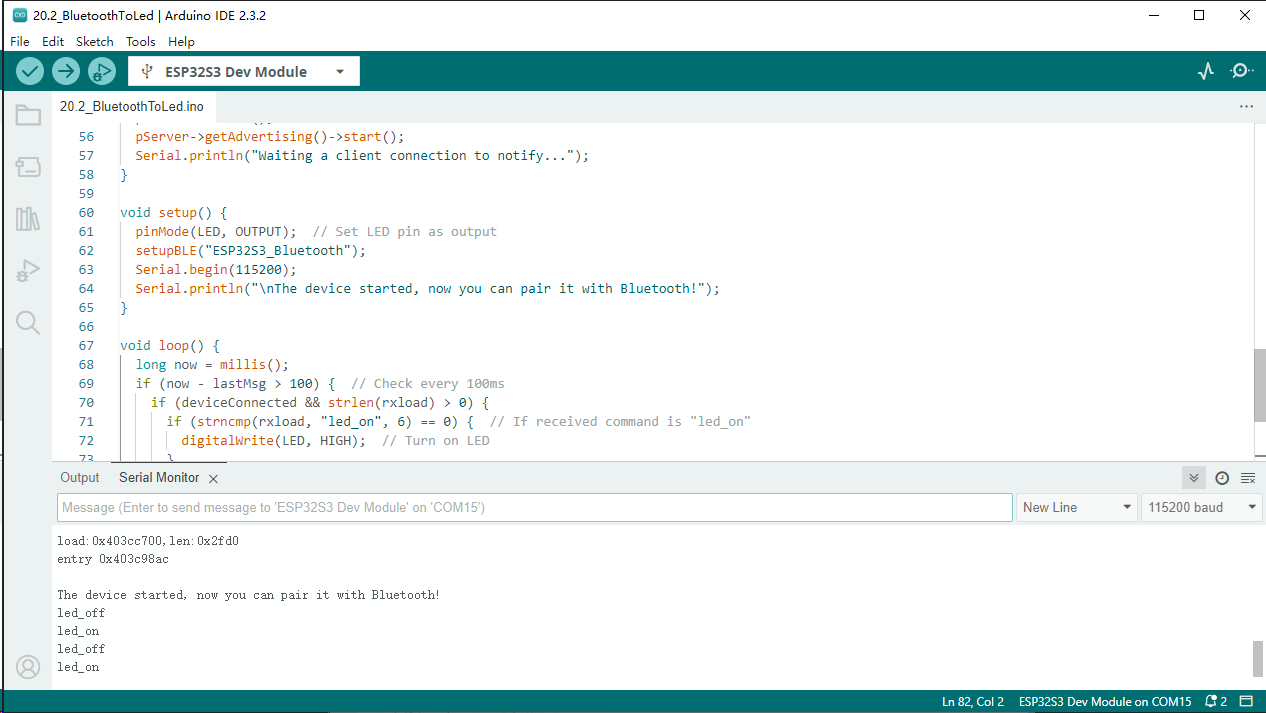 20.2_BluetoothToLed | Arduino IDE 2.3.2
File Edit Sketch Tools Help
ESP32S3 Dev Module
20.2_BluetoothToLed.ino
56 pServer->getAdvertising()->start();
57 Serial.println("Waiting a client connection to notify...");
58 }
59
60 void setup() {
61 pinMode(LED, OUTPUT);  // Set LED pin as output
62 setupBLE("ESP32S3_Bluetooth");
63 Serial.begin(115200);
64 Serial.println("\nThe device started, now you can pair it with Bluetooth!");
65 }
66
67 void loop() {
68 long now = millis();
69 if (now - lastMsg > 100) {  // Check every 100ms
70 if (deviceConnected && strlen(rxload) > 0) {
71 if (strncmp(rxload, "led_on", 6) == 0) {  // If received command is "led_on"
72 digitalWrite(LED, HIGH);  // Turn on LED
73 }
Output Serial Monitor
Message (Enter to send message to 'ESP32S3 Dev Module' on 'COM15')
New Line
115200 baud
load:0x403cc700,len:0x2fd0
entry 0x403c98ac
The device started, now you can pair it with Bluetooth!
led_off
led_on
led_off
led_on
Ln 82, Col 2 ESP32S3 Dev Module on COM15 2